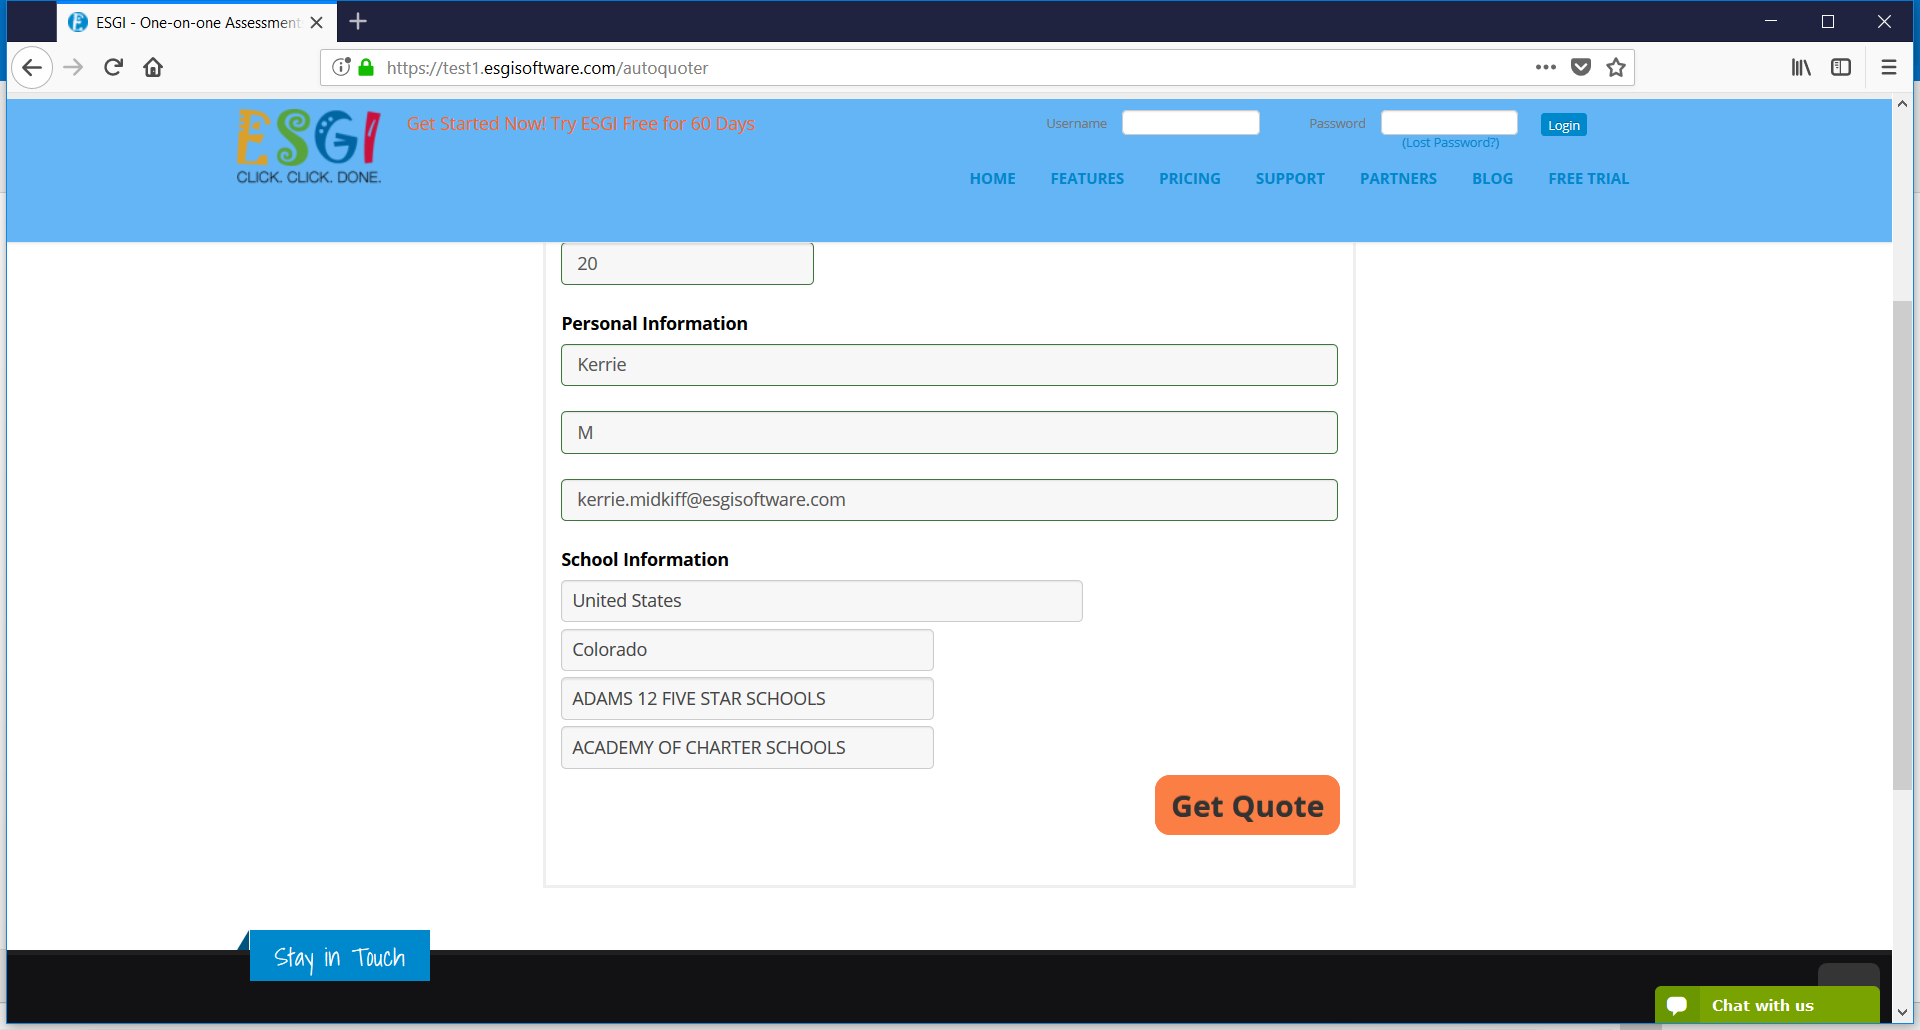 ESGI - One-on-one Assessment
https://test1.esgisoftware.com/autoquoter
ESGI
CLICK. CLICK. DONE.
Get Started Now! Try ESGI Free for 60 Days
Username
Password
Login
(Lost Password?)
HOME FEATURES PRICING SUPPORT PARTNERS BLOG FREE TRIAL
20
Personal Information
Kerrie
M
kerrie.midkiff@esgisoftware.com
School Information
United States
Colorado
ADAMS 12 FIVE STAR SCHOOLS
ACADEMY OF CHARTER SCHOOLS
Get Quote
Stay in Touch
Chat with us